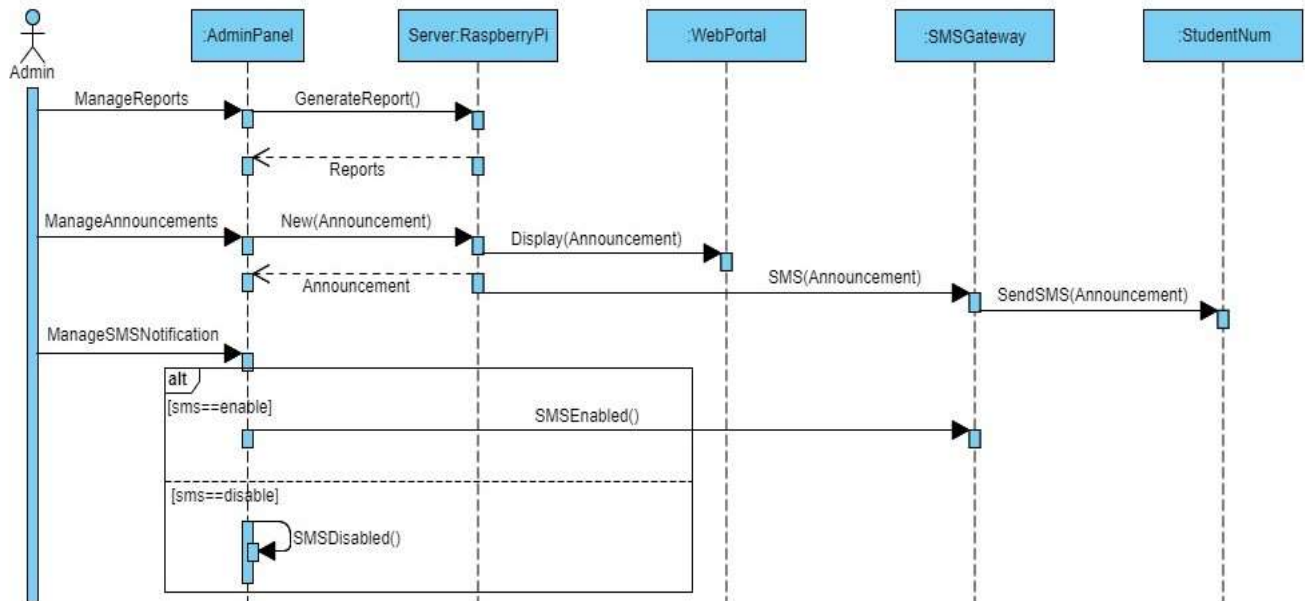 :AdminPanel
Server:RaspberryPi
:WebPortal
:SMSGateway
:StudentNum
Admin
ManageReports
GenerateReport()
Reports
ManageAnnouncements
New(Announcement)
Display(Announcement)
Announcement
SMS(Announcement)
SendSMS(Announcement)
ManageSMSNotification
alt
[sms==enable]
SMSEnabled()
[sms==disable]
SMSDisabled()